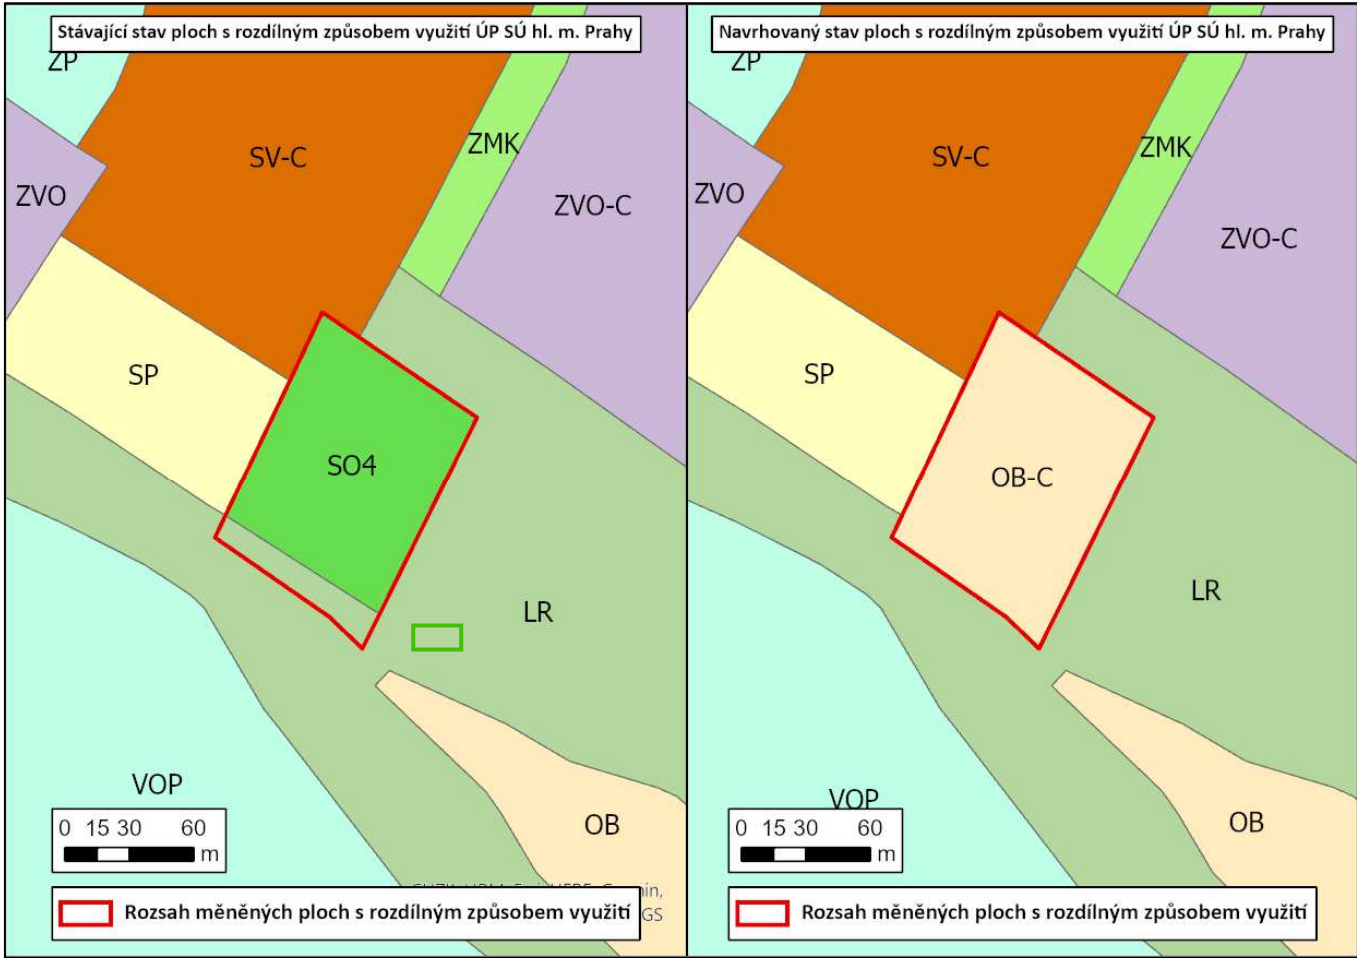 Stávající stav ploch s rozdílným způsobem využití ÚP SÚ hl. m. Prahy
ZP
SV-C
ZMK
ZVO
ZVO-C
SP
SO4
LR
VOP
OB
0 15 30 60
m
GS
Rozsah měněných ploch s rozdílným způsobem využití
Navrhovaný stav ploch s rozdílným způsobem využití ÚP SÚ hl. m. Prahy
ZP
SV-C
ZMK
ZVO
ZVO-C
SP
OB-C
LR
VOP
OB
0 15 30 60
m
Rozsah měněných ploch s rozdílným způsobem využití